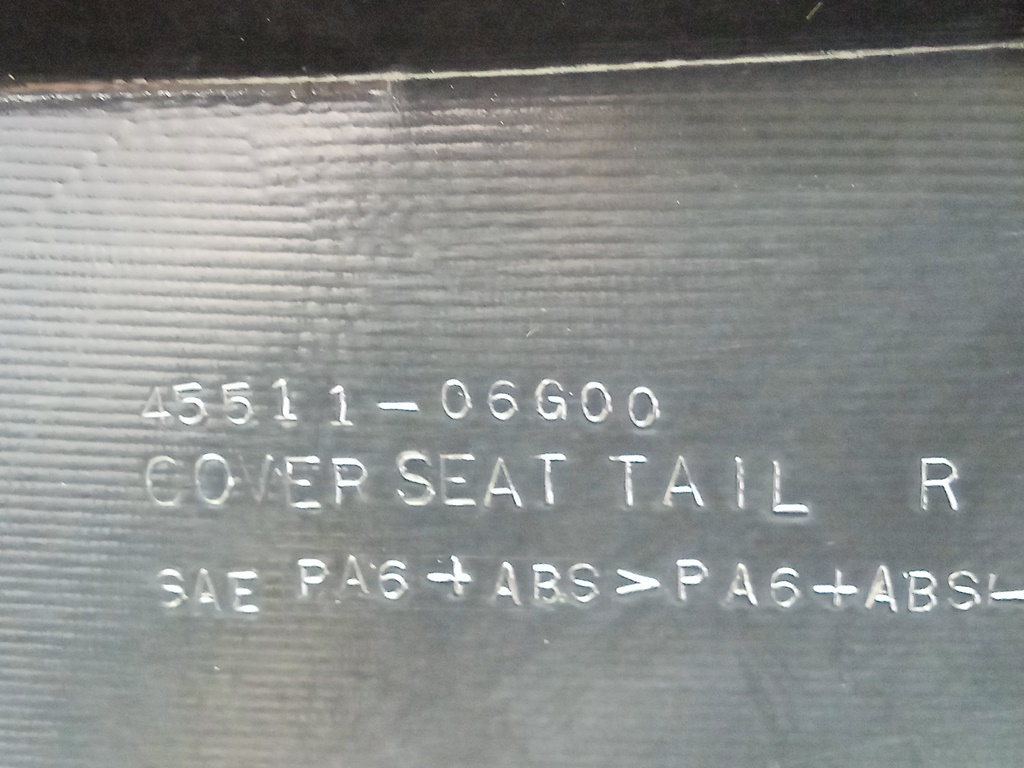 45511-06G00
COVER SEAT TAIL R
SAE PA6+ABS>PA6+ABS-